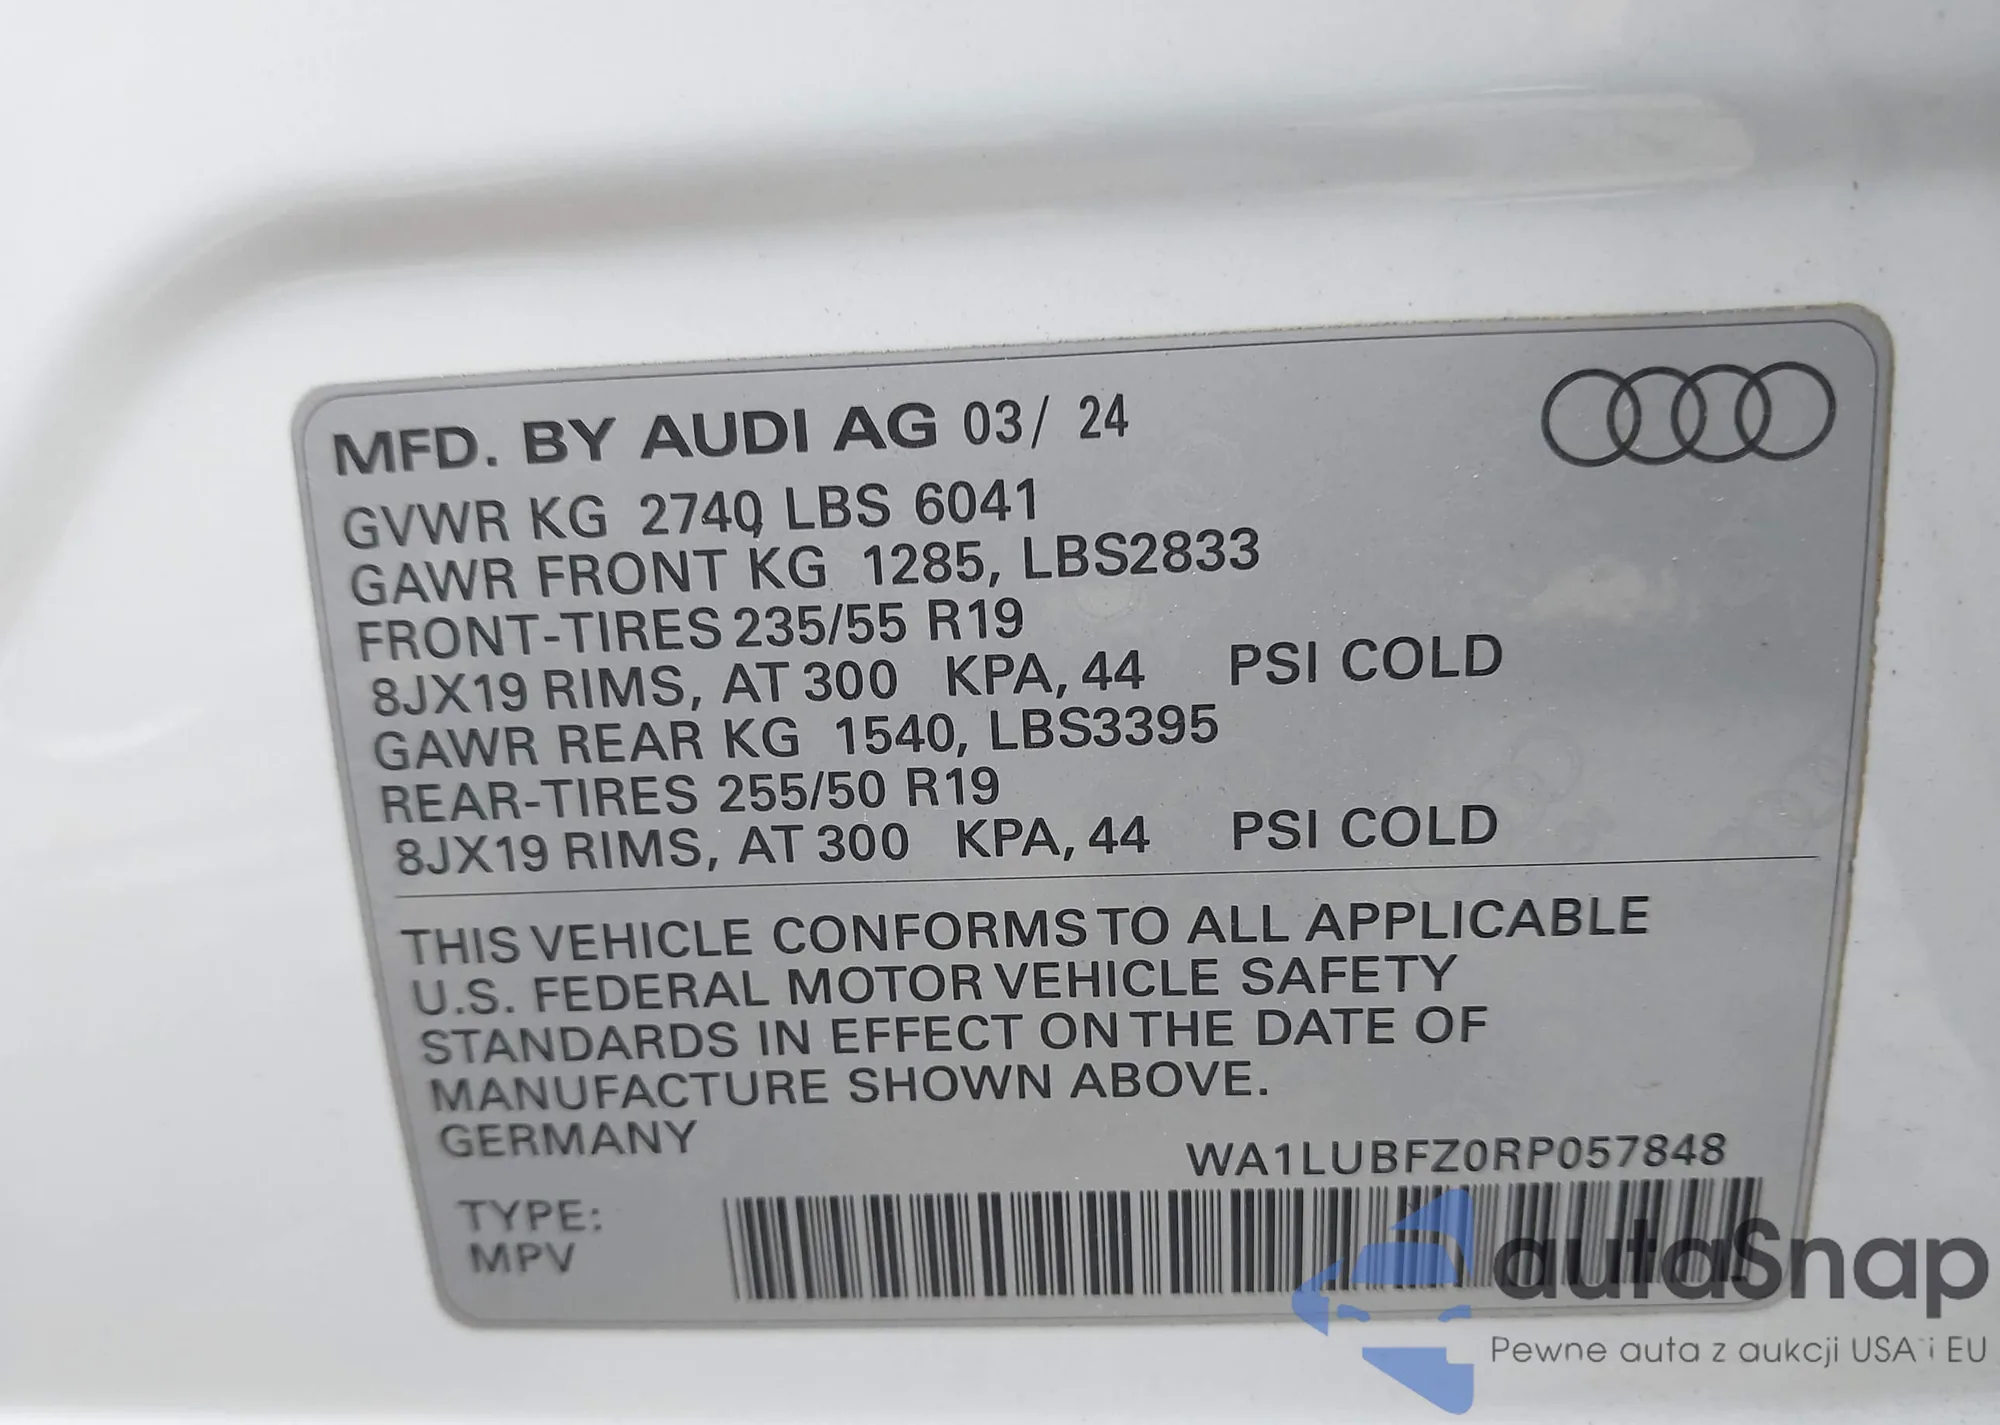 MFD. BY AUDI AG 03/ 24
GVWR KG 2740, LBS 6041
GAWR FRONT KG 1285, LBS2833
FRONT-TIRES 235/55 R19
8JX19 RIMS, AT 300 KPA, 44 PSI COLD
GAWR REAR KG 1540, LBS3395
REAR-TIRES 255/50 R19
8JX19 RIMS, AT 300 KPA, 44 PSI COLD
THIS VEHICLE CONFORMS TO ALL APPLICABLE
U.S. FEDERAL MOTOR VEHICLE SAFETY
STANDARDS IN EFFECT ON THE DATE OF
MANUFACTURE SHOWN ABOVE.
GERMANY
WA1LUBFZ0RP057848
TYPE:
MPV
autaSnap
Pewne auta z aukcji USA i EU